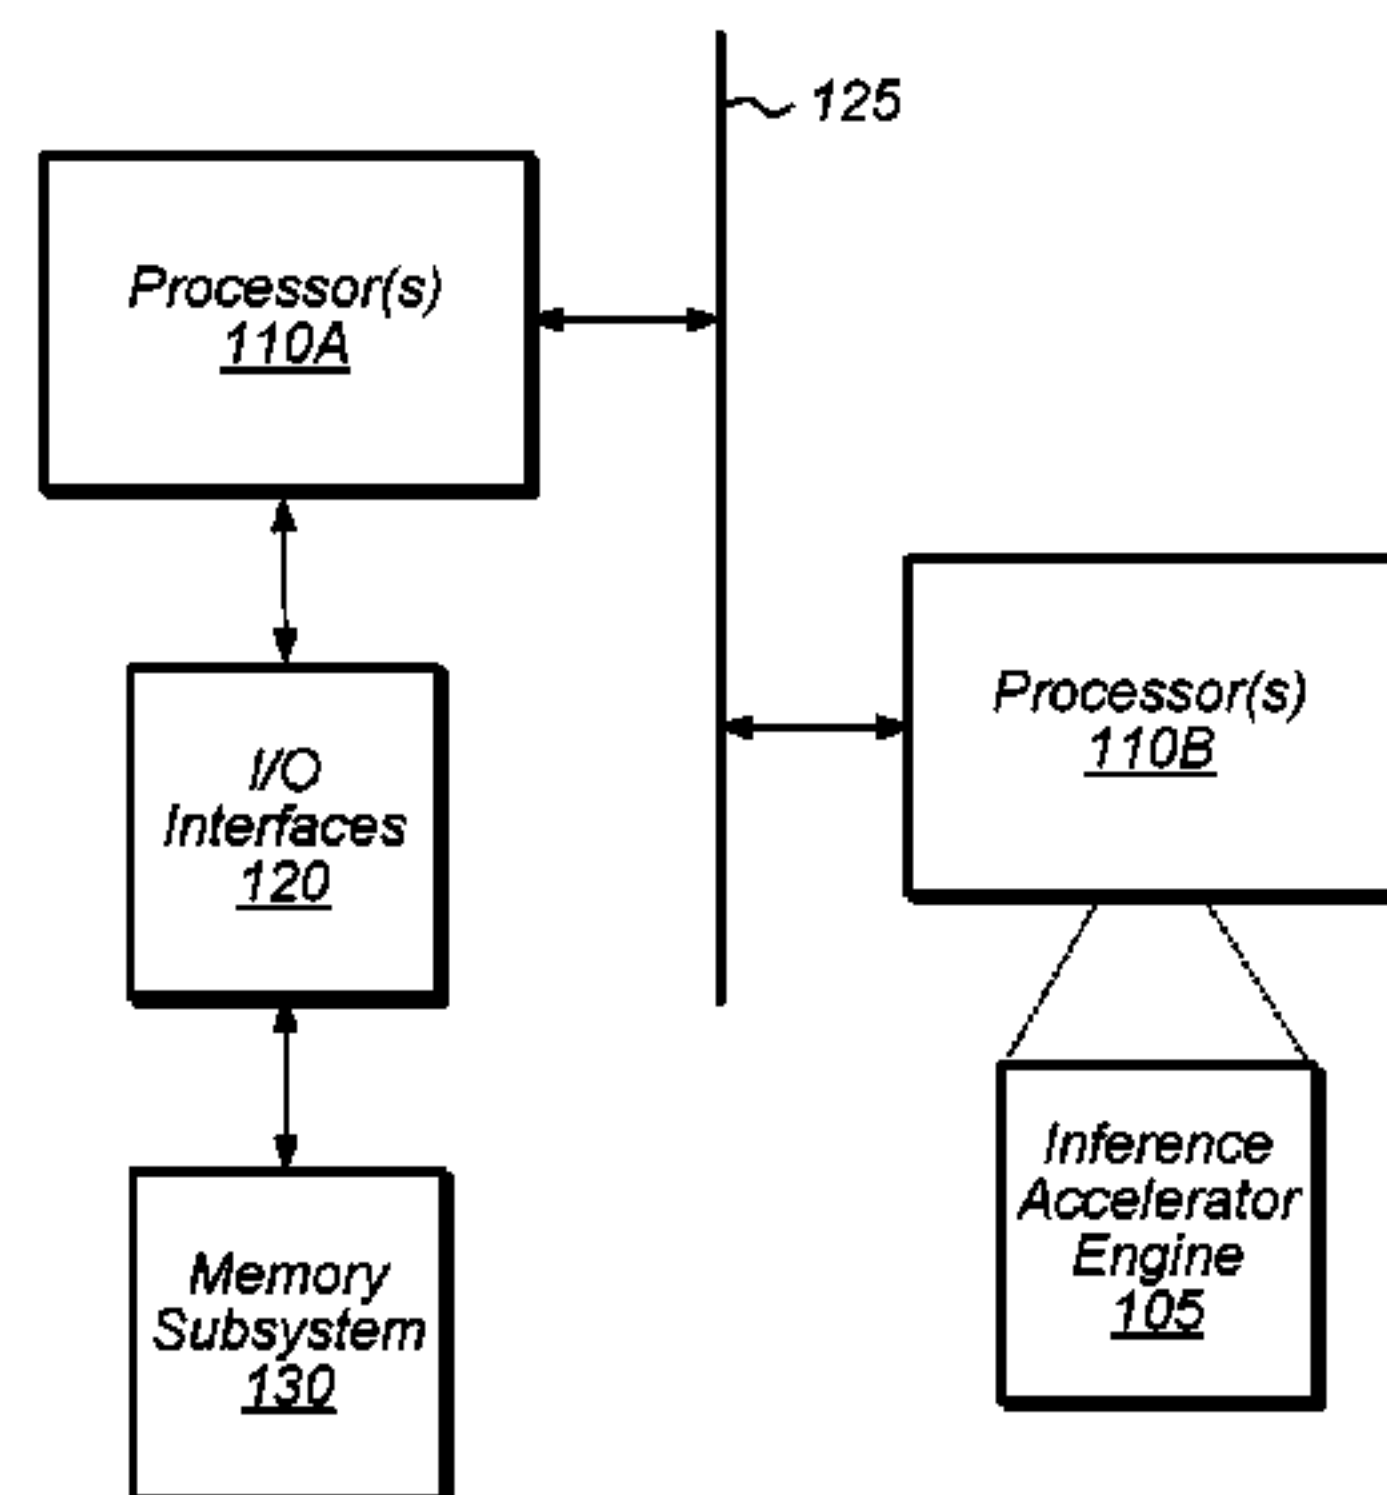 125
Processor(s)
110A
Processor(s)
110B
I/O
Interfaces
120
Inference
Accelerator
Engine
105
Memory
Subsystem
130